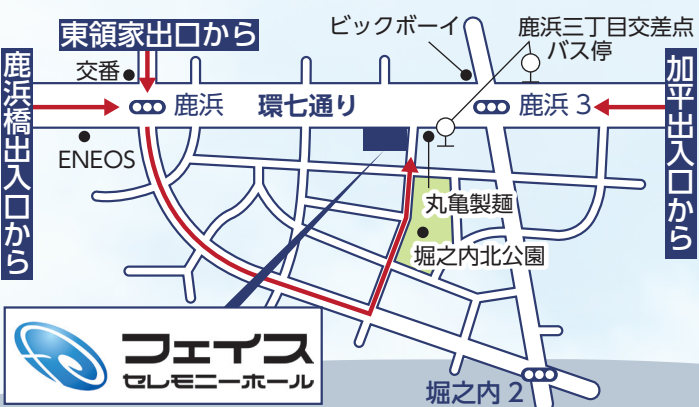 東領家出口から
ビックボーイ
鹿浜三丁目交差点
バス停
交番
鹿浜橋出入口から
鹿浜
環七通り
鹿浜 3
加平出入口から
ENEOS
丸亀製麺
堀之内北公園
フェイス
セレモニーホール
堀之内 2